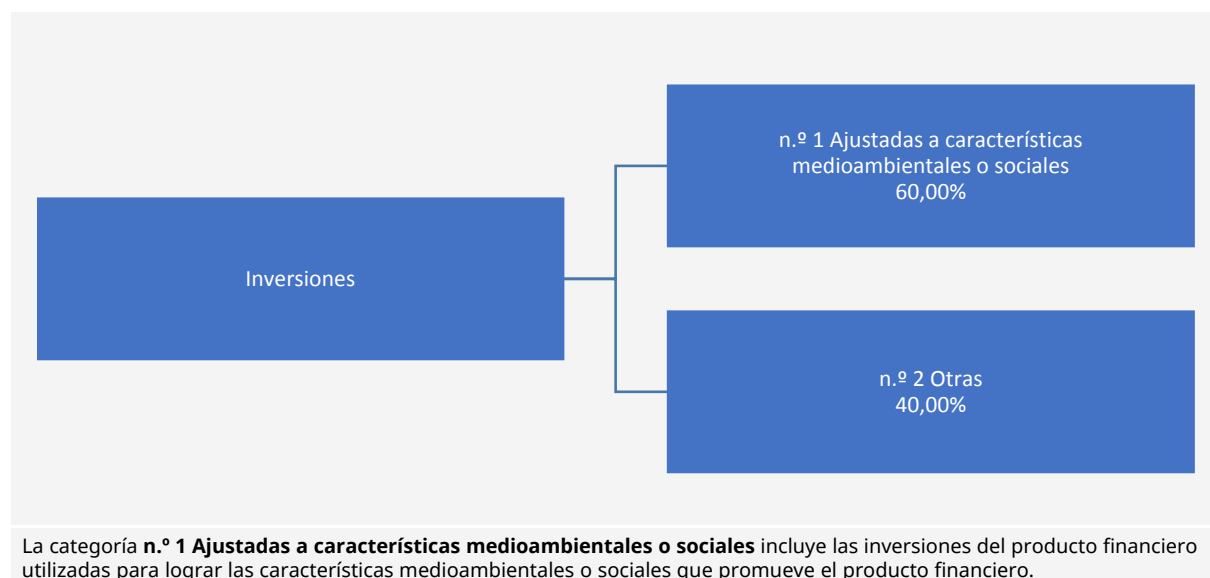 n.º 1 Ajustadas a características
medioambientales o sociales
60,00%
Inversiones
n.º 2 Otras
40,00%
La categoría n.º 1 Ajustadas a características medioambientales o sociales incluye las inversiones del producto financiero
utilizadas para lograr las características medioambientales o sociales que promueve el producto financiero.